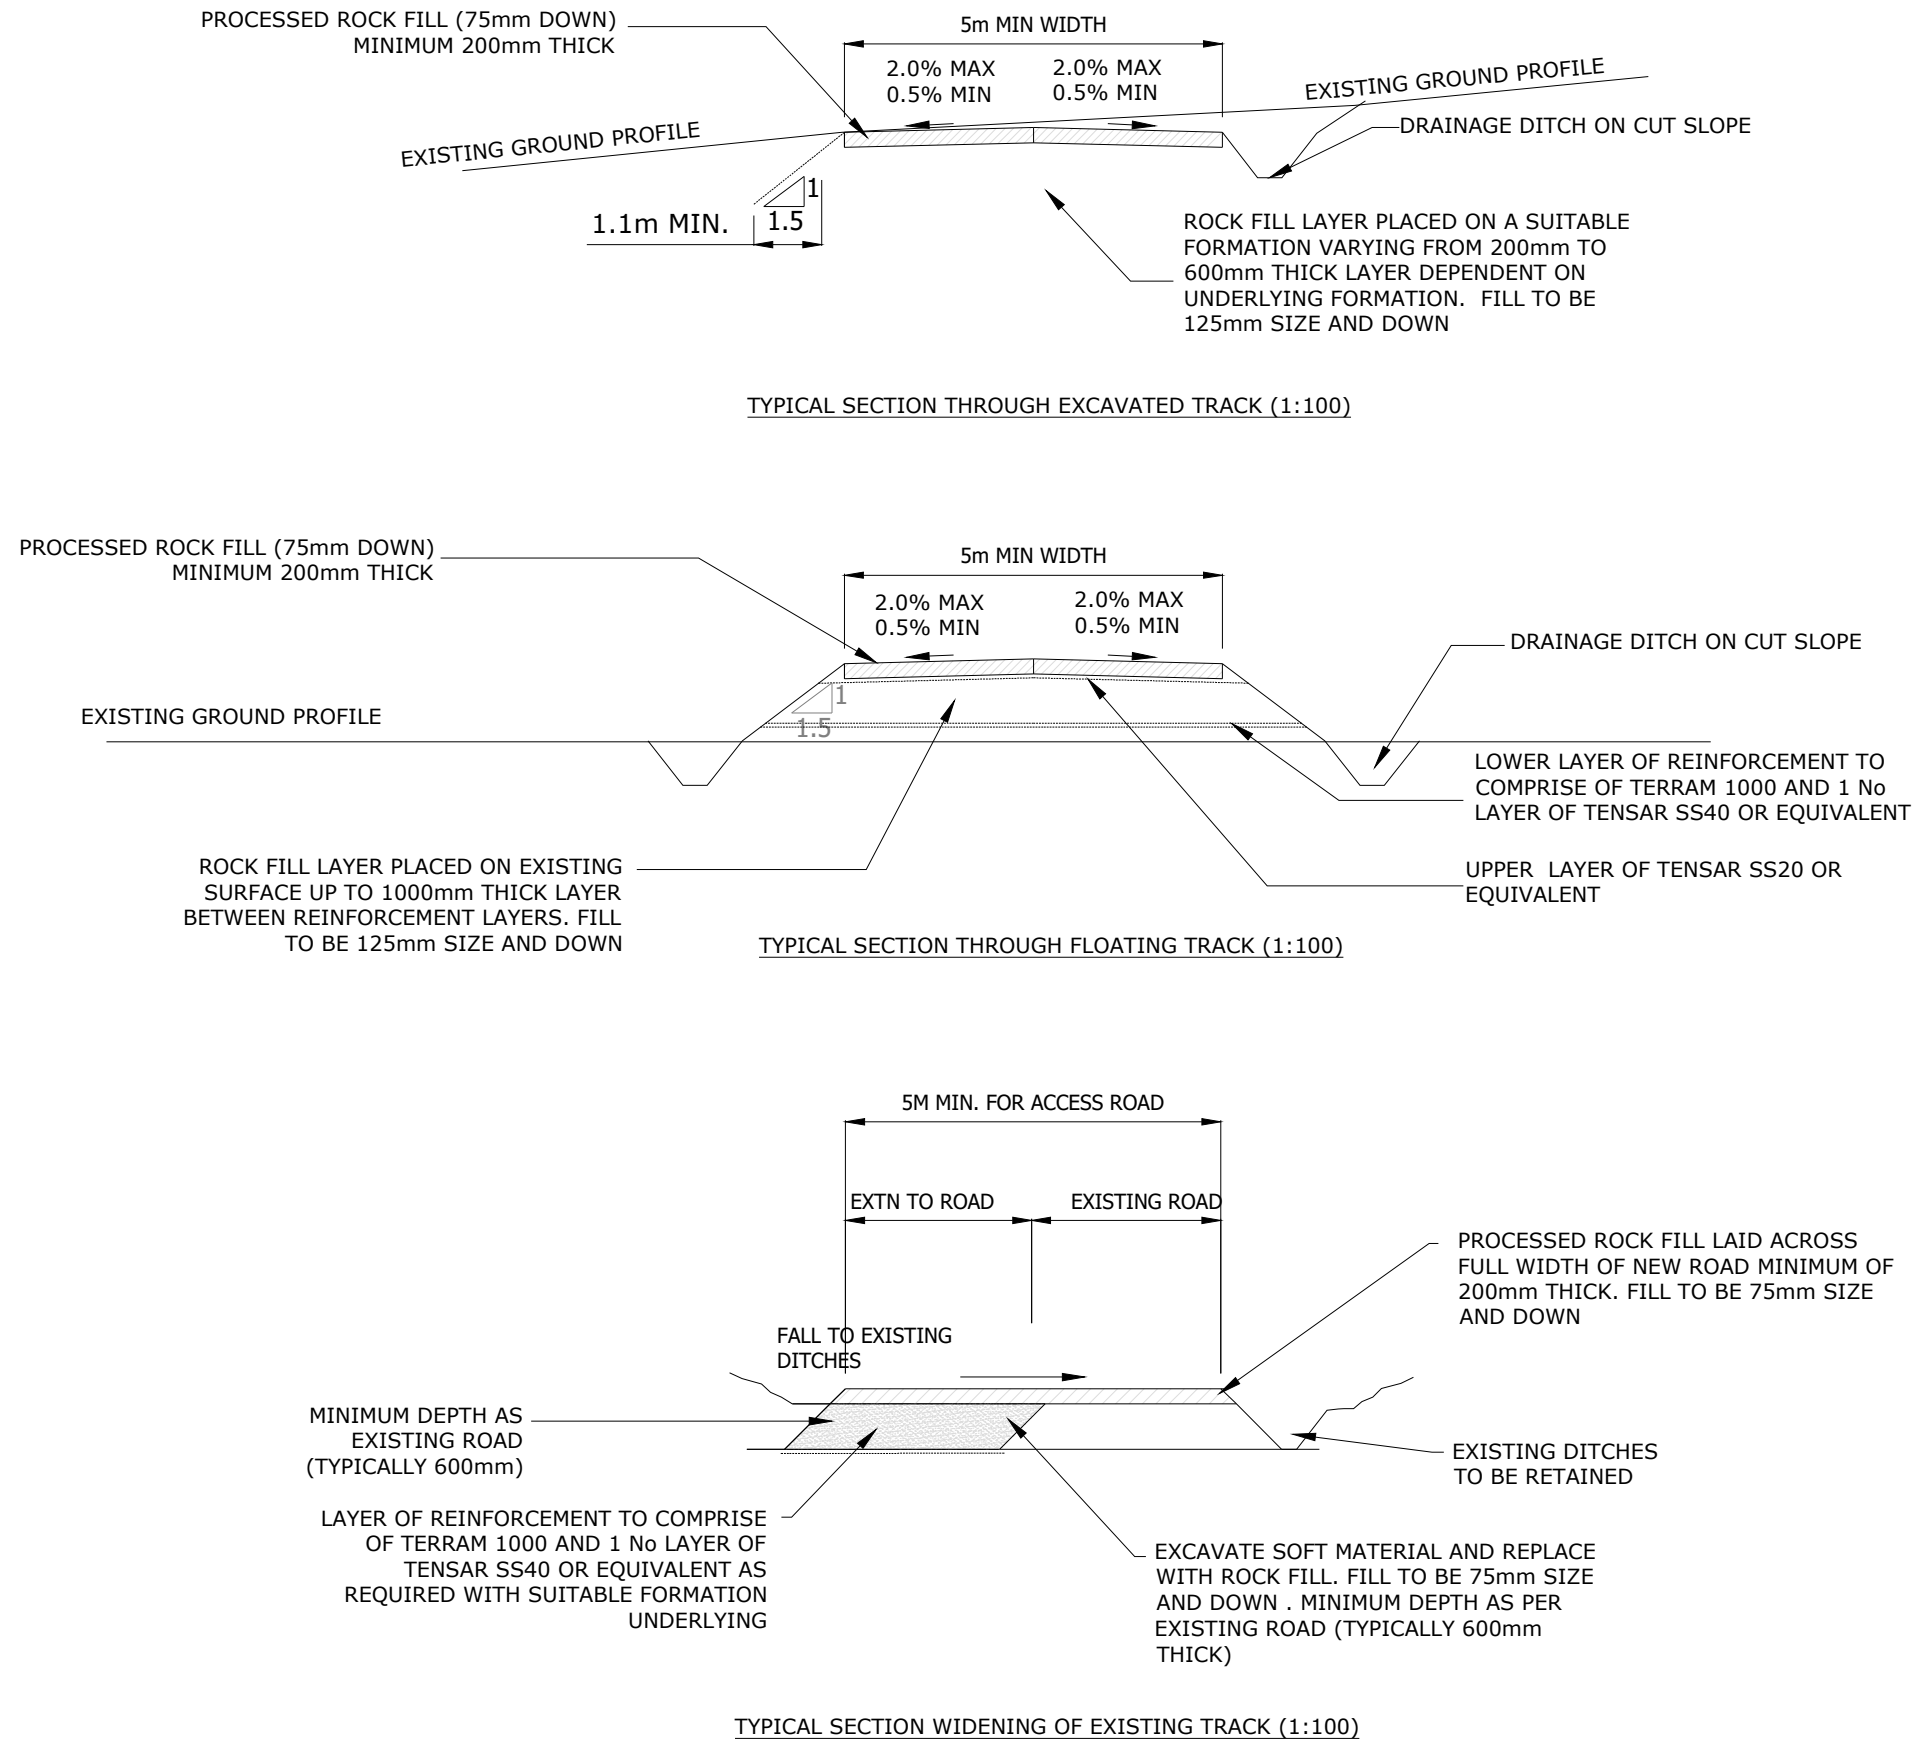 PROCESSED ROCK FILL (75mm DOWN)
MINIMUM 200mm THICK
5m MIN WIDTH
2.0% MAX
0.5% MIN
2.0% MAX
0.5% MIN
EXISTING GROUND PROFILE
EXISTING GROUND PROFILE
DRAINAGE DITCH ON CUT SLOPE
1
1.5
1.1m MIN.
ROCK FILL LAYER PLACED ON A SUITABLE
FORMATION VARYING FROM 200mm TO
600mm THICK LAYER DEPENDENT ON
UNDERLYING FORMATION.  FILL TO BE
125mm SIZE AND DOWN
TYPICAL SECTION THROUGH EXCAVATED TRACK (1:100)
PROCESSED ROCK FILL (75mm DOWN)
MINIMUM 200mm THICK
5m MIN WIDTH
2.0% MAX
0.5% MIN
2.0% MAX
0.5% MIN
DRAINAGE DITCH ON CUT SLOPE
1
1.5
EXISTING GROUND PROFILE
LOWER LAYER OF REINFORCEMENT TO
COMPRISE OF TERRAM 1000 AND 1 No
LAYER OF TENSAR SS40 OR EQUIVALENT
ROCK FILL LAYER PLACED ON EXISTING
SURFACE UP TO 1000mm THICK LAYER
BETWEEN REINFORCEMENT LAYERS. FILL
TO BE 125mm SIZE AND DOWN
UPPER  LAYER OF TENSAR SS20 OR
EQUIVALENT
TYPICAL SECTION THROUGH FLOATING TRACK (1:100)
5M MIN. FOR ACCESS ROAD
EXTN TO ROAD
EXISTING ROAD
PROCESSED ROCK FILL LAID ACROSS
FULL WIDTH OF NEW ROAD MINIMUM OF
200mm THICK. FILL TO BE 75mm SIZE
AND DOWN
FALL TO EXISTING
DITCHES
MINIMUM DEPTH AS
EXISTING ROAD
(TYPICALLY 600mm)
EXISTING DITCHES
TO BE RETAINED
LAYER OF REINFORCEMENT TO COMPRISE
OF TERRAM 1000 AND 1 No LAYER OF
TENSAR SS40 OR EQUIVALENT AS
REQUIRED WITH SUITABLE FORMATION
UNDERLYING
EXCAVATE SOFT MATERIAL AND REPLACE
WITH ROCK FILL. FILL TO BE 75mm SIZE
AND DOWN . MINIMUM DEPTH AS PER
EXISTING ROAD (TYPICALLY 600mm
THICK)
TYPICAL SECTION WIDENING OF EXISTING TRACK (1:100)